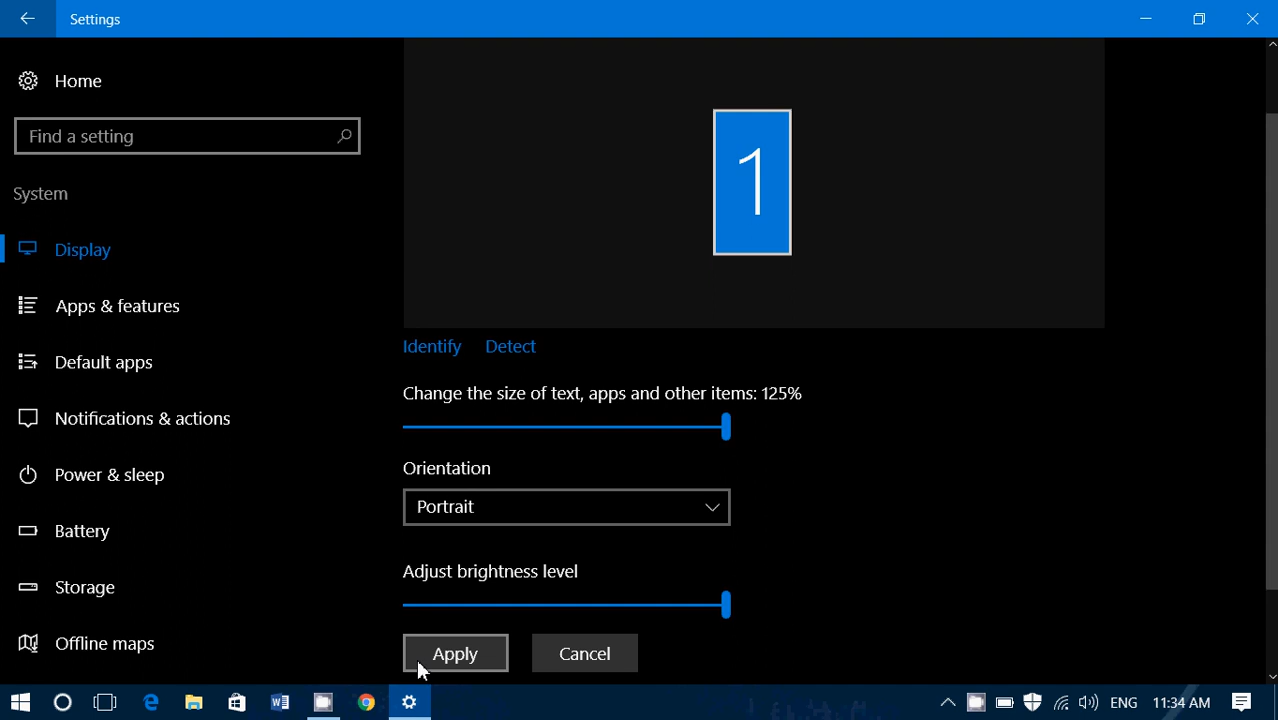 Settings
Home
Find a setting
System
Display
Apps & features
Default apps
Notifications & actions
Power & sleep
Battery
Storage
Offline maps
1
Identify Detect
Change the size of text, apps and other items: 125%
Orientation
Portrait
Adjust brightness level
Apply Cancel
ENG 11:34 AM